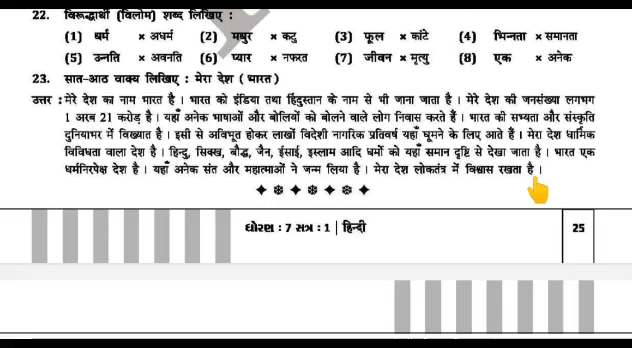 22. विरूद्धार्थी (विलोम) शब्द लिखिए :
(1) धर्म × अधर्म (2) मधुर × कटु (3) फूल × कांटे (4) भिन्नता × समानता
(5) उन्नति × अवनति (6) प्यार × नफरत (7) जीवन × मृत्यु (8) एक × अनेक
23. सात-आठ वाक्य लिखिए : मेरा देश (भारत)
उत्तर : मेरे देश का नाम भारत है । भारत को इंडिया तथा हिंदुस्तान के नाम से भी जाना जाता है । मेरे देश की जनसंख्या लगभग
1 अरब 21 करोड़ है । यहाँ अनेक भाषाओं और बोलियों को बोलने वाले लोग निवास करते हैं । भारत की सभ्यता और संस्कृति
दुनियाभर में विख्यात है । इसी से अविभूत होकर लाखों विदेशी नागरिक प्रतिवर्ष यहाँ घूमने के लिए आते हैं । मेरा देश धार्मिक
विविधता वाला देश है । हिन्दु, सिक्ख, बौद्ध, जैन, ईसाई, इस्लाम आदि धर्मो को यहाँ समान दृष्टि से देखा जाता है । भारत एक
धर्मनिरपेक्ष देश है । यहाँ अनेक संत और महात्माओं ने जन्म लिया है । मेरा देश लोकतंत्र में विश्वास रखता है ।
ધોરણ : 7 સત્ર : 1 | हिन्दी
25